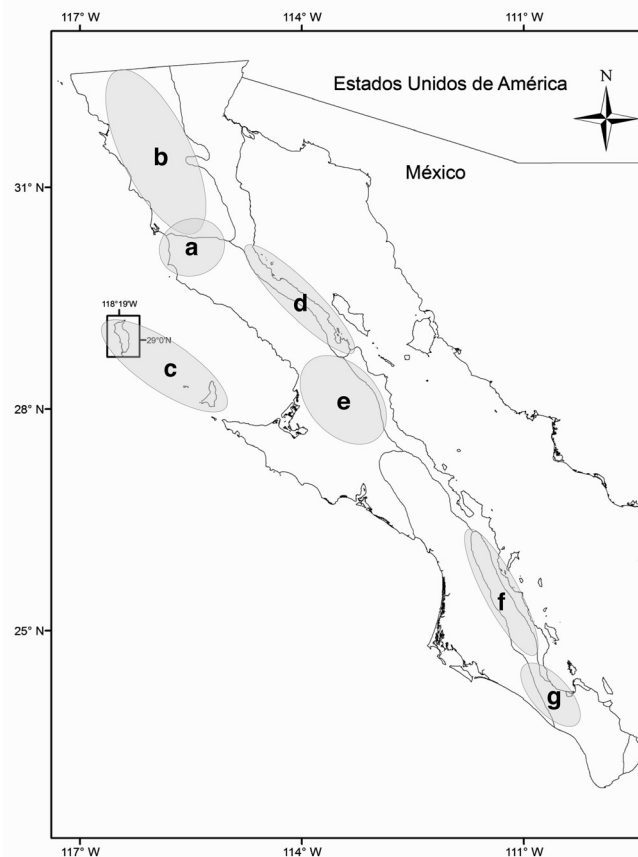 117° W 114° W 111° W
Estados Unidos de América
N
México
31° N
b
a
d
118°19'W
29°0'N
c
28° N
e
f
25° N
g
117° W 114° W 111° W